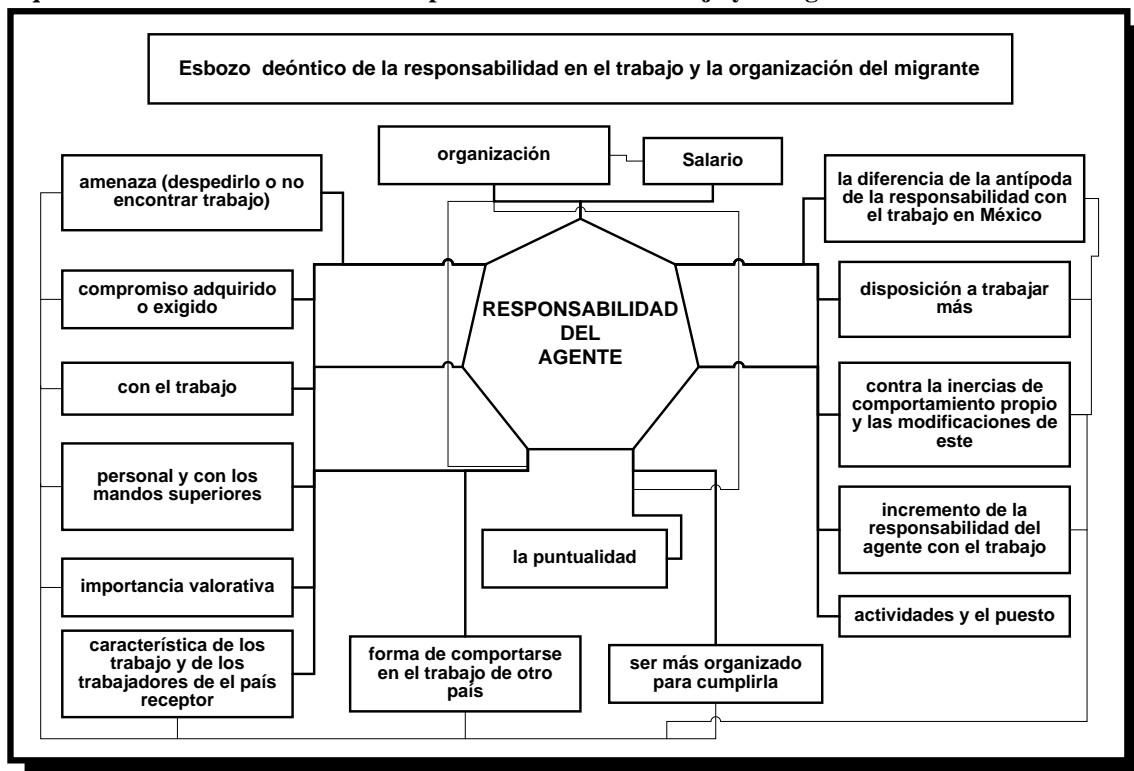 Esbozo deóntico de la responsabilidad en el trabajo y la organización del migrante
organización
Salario
amenaza (despedirlo o no
encontrar trabajo)
la diferencia de la antípoda
de la responsabilidad con
el trabajo en México
compromiso adquirido
o exigido
disposición a trabajar
más
RESPONSABILIDAD
DEL
AGENTE
con el trabajo
contra la inercias de
comportamiento propio
y las modificaciones de
este
personal y con los
mandos superiores
incremento de la
responsabilidad del
agente con el trabajo
la puntualidad
importancia valorativa
actividades y el puesto
característica de los
trabajo y de los
trabajadores de el país
receptor
forma de comportarse
en el trabajo de otro
país
ser más organizado
para cumplirla